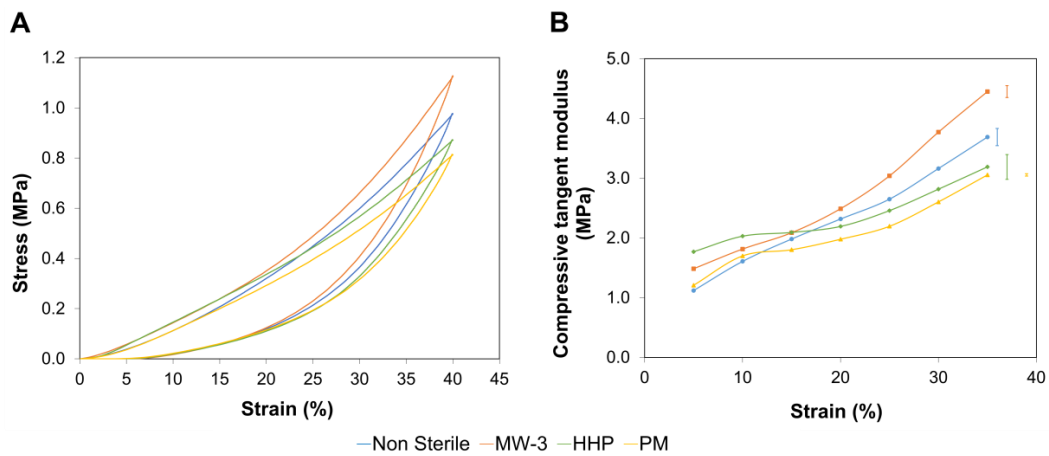 A
B
1.2
1.0
0.8
0.6
0.4
0.2
0.0
Stress (MPa)
0 5 10 15 20 25 30 35 40 45
Strain (%)
5.0
4.0
3.0
2.0
1.0
0.0
Compressive tangent modulus
(MPa)
0 10 20 30 40
Strain (%)
Non Sterile MW-3 HHP PM